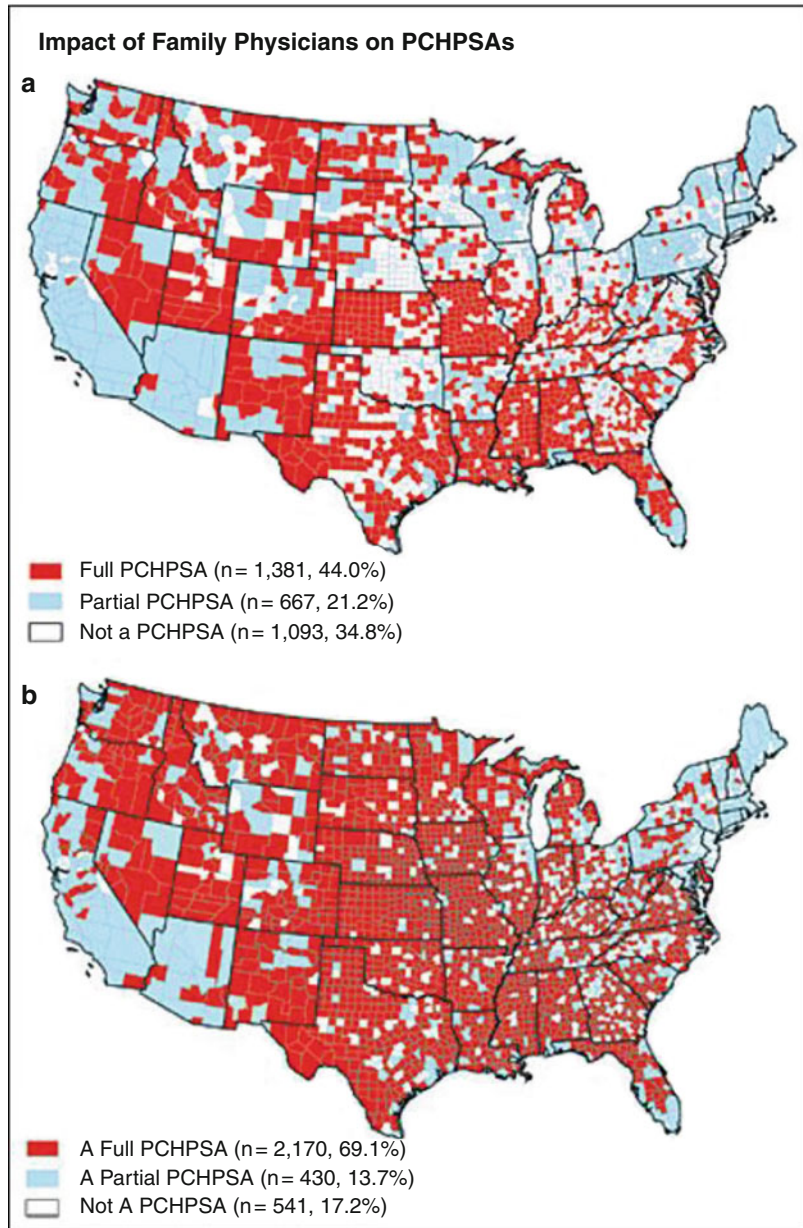 Impact of Family Physicians on PCHPSAs
a
Full PCHPSA (n= 1,381, 44.0%)
Partial PCHPSA (n= 667, 21.2%)
Not a PCHPSA (n= 1,093, 34.8%)
b
A Full PCHPSA (n= 2,170, 69.1%)
A Partial PCHPSA (n= 430, 13.7%)
Not A PCHPSA (n= 541, 17.2%)